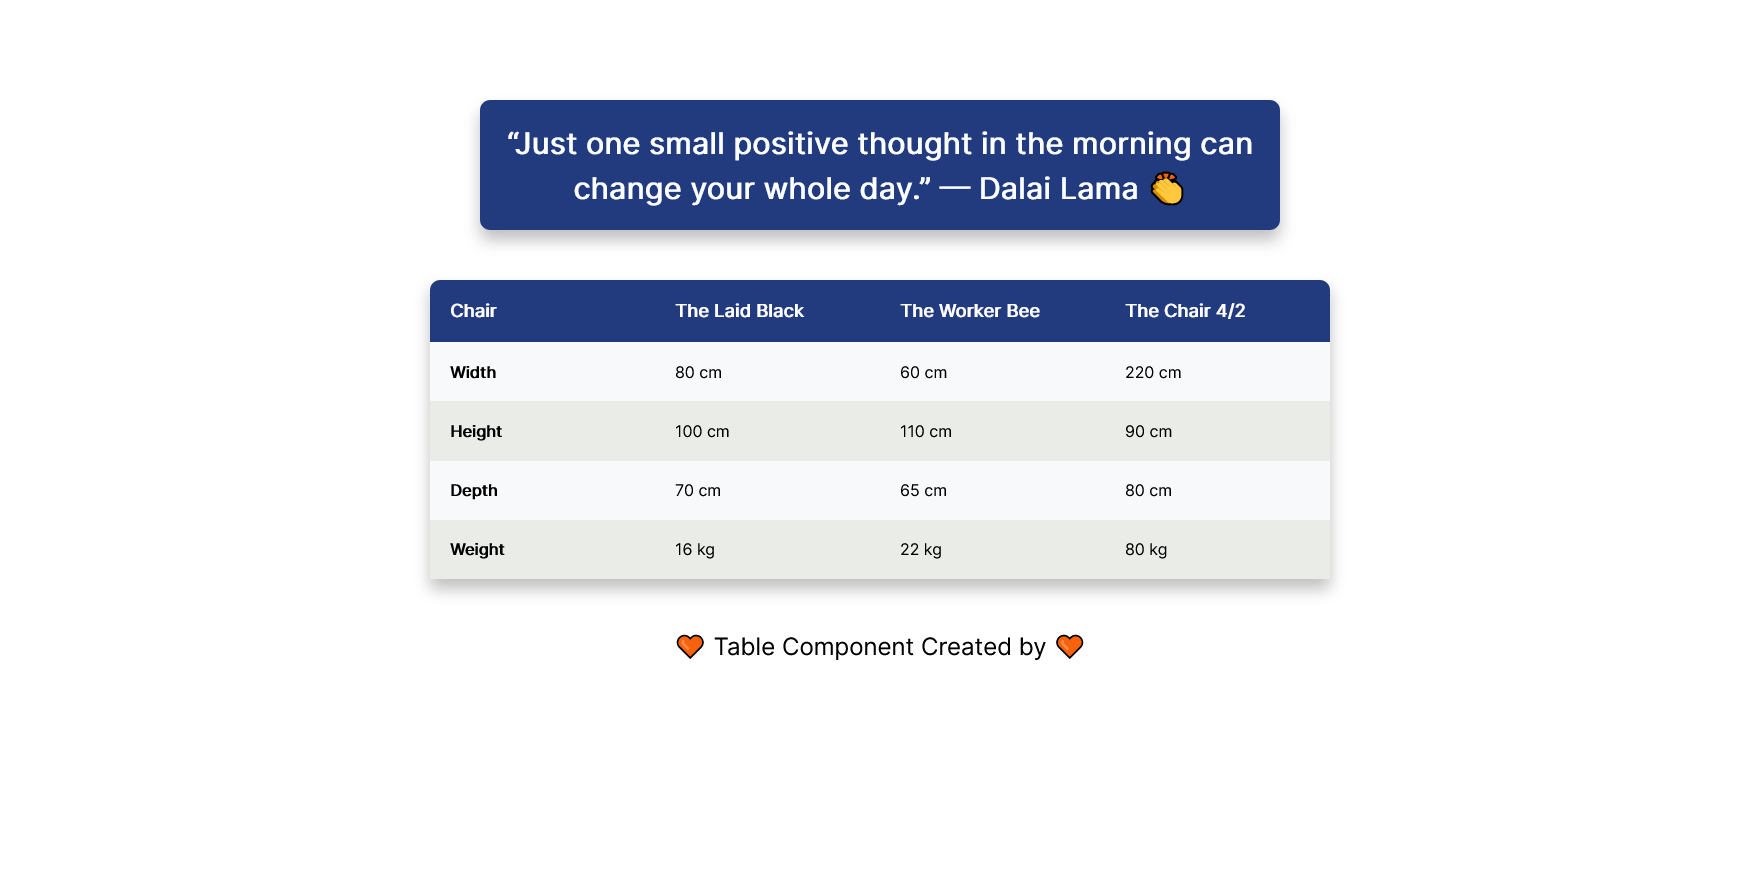 “Just one small positive thought in the morning can
change your whole day.” — Dalai Lama 👏
Chair The Laid Black The Worker Bee The Chair 4/2
Width 80 cm 60 cm 220 cm
Height 100 cm 110 cm 90 cm
Depth 70 cm 65 cm 80 cm
Weight 16 kg 22 kg 80 kg
🧡 Table Component Created by 🧡